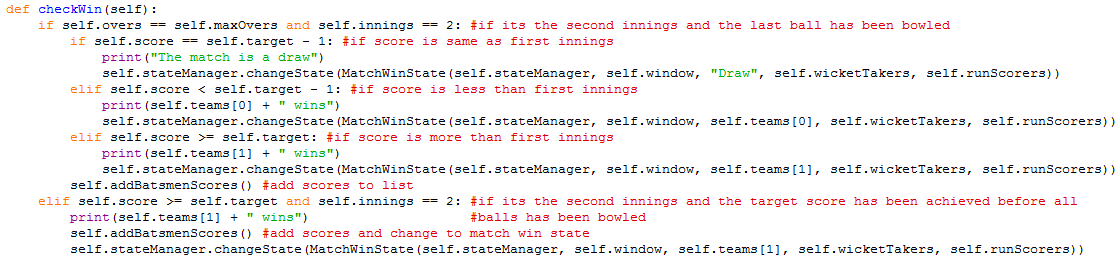 def checkWin(self):
    if self.overs == self.maxOvers and self.innings == 2: #if its the second innings and the last ball has been bowled
        if self.score == self.target - 1: #if score is same as first innings
            print("The match is a draw")
            self.stateManager.changeState(MatchWinState(self.stateManager, self.window, "Draw", self.wicketTakers, self.runScorers))
        elif self.score < self.target - 1: #if score is less than first innings
            print(self.teams[0] + " wins")
            self.stateManager.changeState(MatchWinState(self.stateManager, self.window, self.teams[0], self.wicketTakers, self.runScorers))
        elif self.score >= self.target: #if score is more than first innings
            print(self.teams[1] + " wins")
            self.stateManager.changeState(MatchWinState(self.stateManager, self.window, self.teams[1], self.wicketTakers, self.runScorers))
        self.addBatsmenScores() #add scores to list
    elif self.score >= self.target and self.innings == 2: #if its the second innings and the target score has been achieved before all
        print(self.teams[1] + " wins")                    #balls has been bowled
        self.addBatsmenScores() #add scores and change to match win state
        self.stateManager.changeState(MatchWinState(self.stateManager, self.window, self.teams[1], self.wicketTakers, self.runScorers))